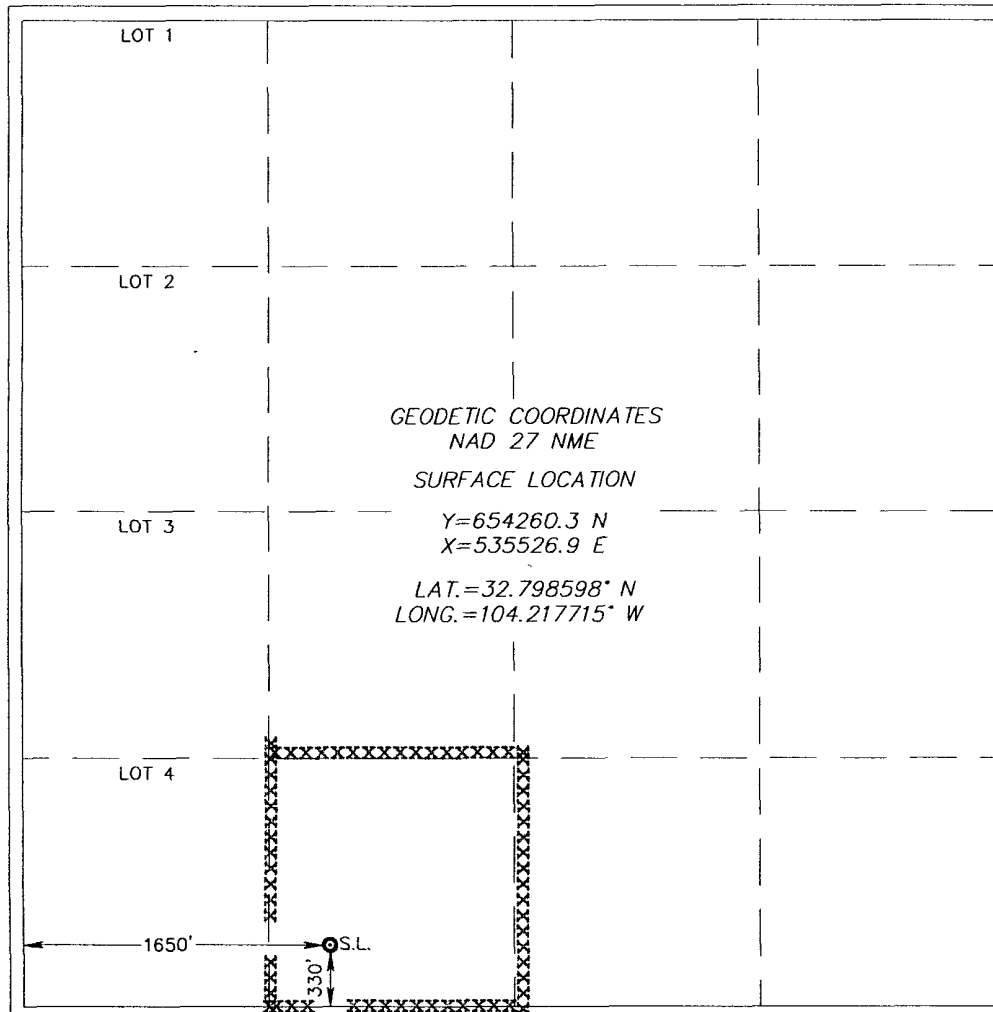 LOT 1
LOT 2
GEODETIC COORDINATES
NAD 27 NME
SURFACE LOCATION
LOT 3
Y=654260.3 N
X=535526.9 E
LAT.=32.798598° N
LONG.=104.217715° W
LOT 4
1650'
S.L.
330'